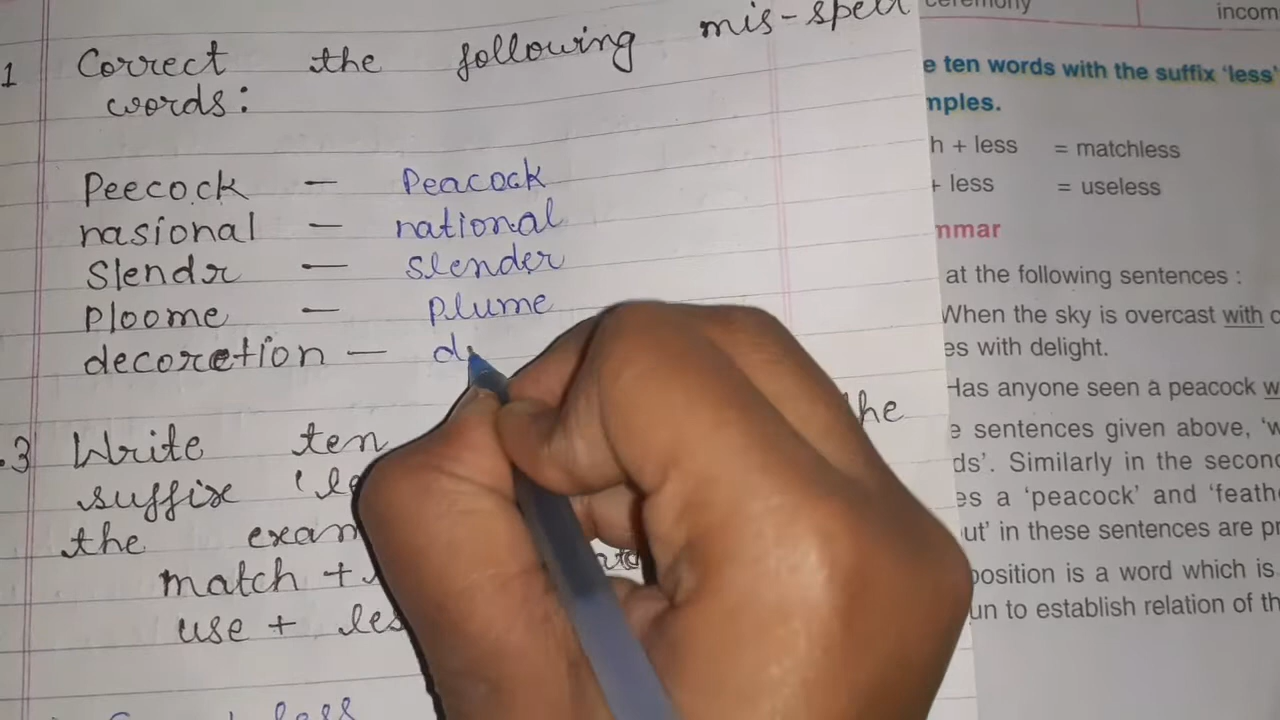 1 Correct the following mis-spell
words:
Peecock - Peacock
nasional - national
Slendr - slender
Ploome - plume
decoretion - d
.3 Write ten the
suffix
the
match +
use +
less
ceremony incom
e ten words with the suffix 'less'
mples.
h + less = matchless
+ less = useless
mmar
at the following sentences :
When the sky is overcast with c
es with delight.
Has anyone seen a peacock w
e sentences given above, 'w
ds'. Similarly in the second
es a 'peacock' and 'feath
ut' in these sentences are pr
position is a word which is
un to establish relation of th